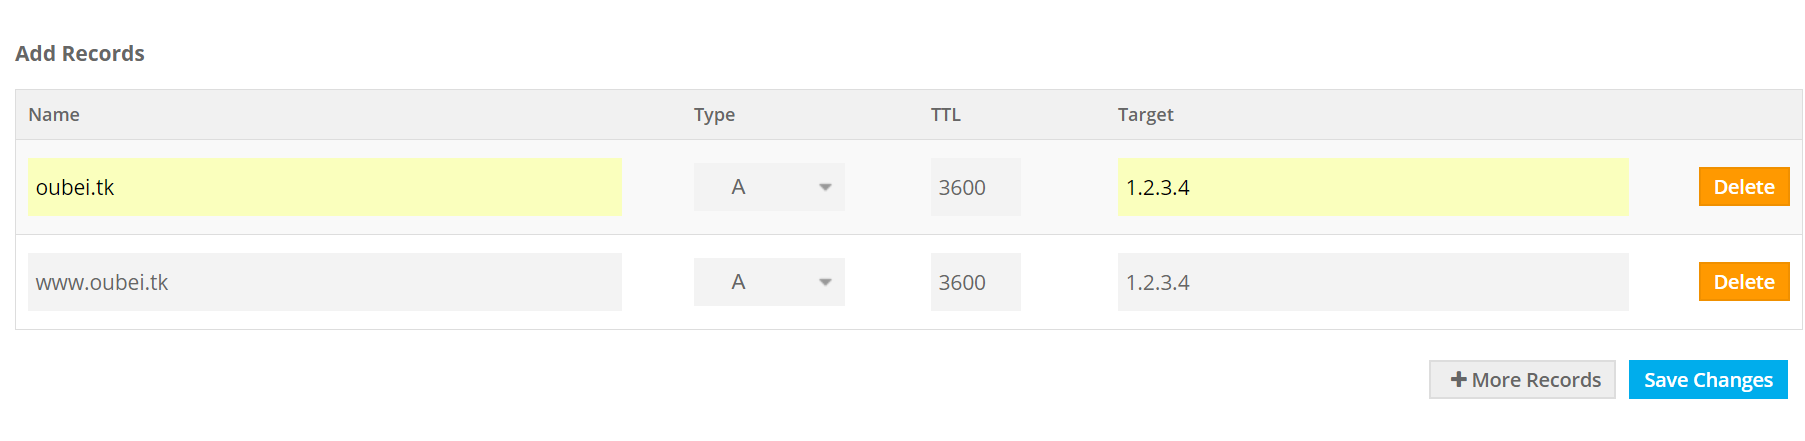 Add Records
Name Type TTL Target
oubei.tk A 3600 1.2.3.4 Delete
www.oubei.tk A 3600 1.2.3.4 Delete
+ More Records Save Changes